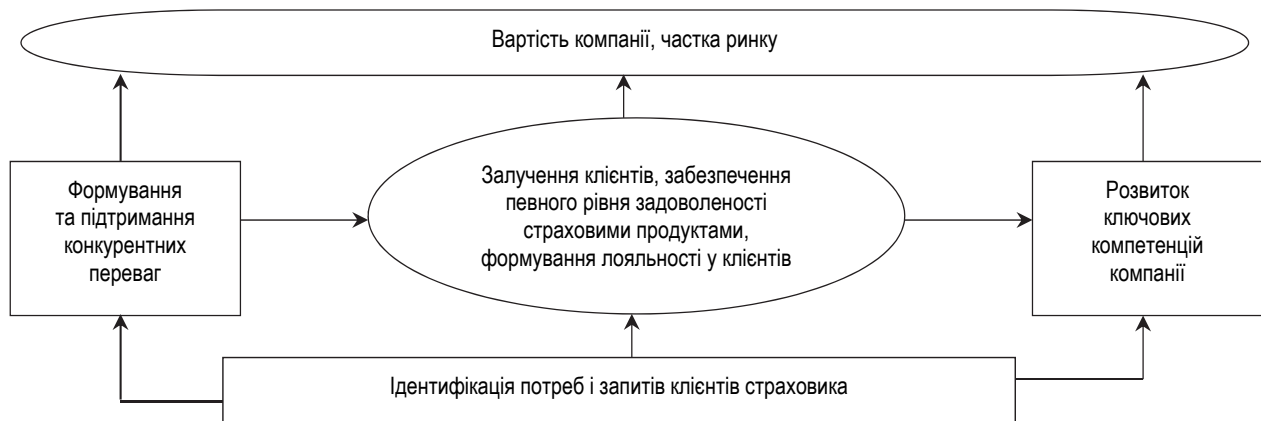 Вартість компанії, частка ринку
Формування
та підтримання
конкурентних
переваг
Залучення клієнтів, забезпечення
певного рівня задоволеності
страховими продуктами,
формування лояльності у клієнтів
Розвиток
ключових
компетенцій
компанії
Ідентифікація потреб і запитів клієнтів страховика